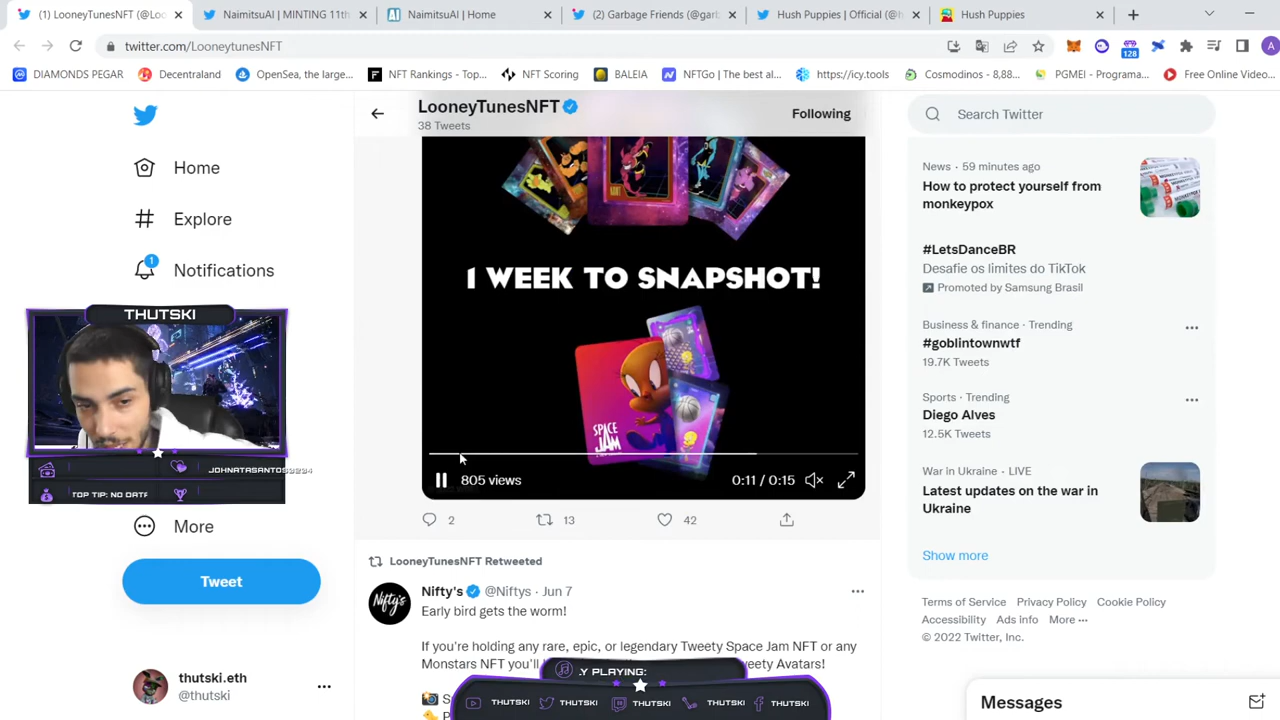 (1) LooneyTunesNFT (@Loo
NaimitsuAI | MINTING 11th
NaimitsuAI | Home
(2) Garbage Friends (@garb
Hush Puppies | Official (@h
Hush Puppies
twitter.com/LooneytunesNFT
128
A
DIAMONDS PEGAR
Decentraland
OpenSea, the large...
NFT Rankings - Top...
NFT Scoring
BALEIA
NFTGo | The best al...
https://icy.tools
Cosmodinos - 8,88...
PGMEI - Programa...
Free Online Video...
Home
Explore
1
Notifications
THUTSKI
JOHNATASANTOS
TOP TIP: NO DATA
More
Tweet
thutski.eth
@thutski
LooneyTunesNFT
38 Tweets
Following
1 WEEK TO SNAPSHOT!
SPACE
JAM
805 views
0:11 / 0:15
2
13
42
LooneyTunesNFT Retweeted
Nifty's
Nifty's @Niftys · Jun 7
Early bird gets the worm!
If you're holding any rare, epic, or legendary Tweety Space Jam NFT or any
Monstars NFT you'll
weety Avatars!
Y PLAYING:
THUTSKI
THUTSKI
THUTSKI
THUTSKI
THUTSKI
Search Twitter
News · 59 minutes ago
How to protect yourself from
monkeypox
#LetsDanceBR
Desafie os limites do TikTok
Promoted by Samsung Brasil
Business & finance · Trending
#goblintownwtf
19.7K Tweets
Sports · Trending
Diego Alves
12.5K Tweets
War in Ukraine · LIVE
Latest updates on the war in
Ukraine
Show more
Terms of Service Privacy Policy Cookie Policy
Accessibility Ads info More
© 2022 Twitter, Inc.
Messages